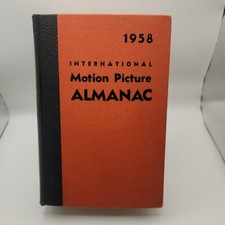 1958
INTERNATIONAL
Motion Picture
ALMANAC